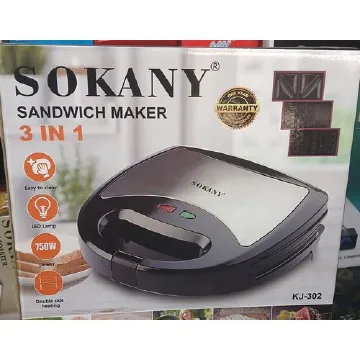 SOKANY®
SANDWICH MAKER
3 IN 1
WARRANTY
Easy to clean
LED Lamp
750W
Double side
heating
SOKANY
KJ-302